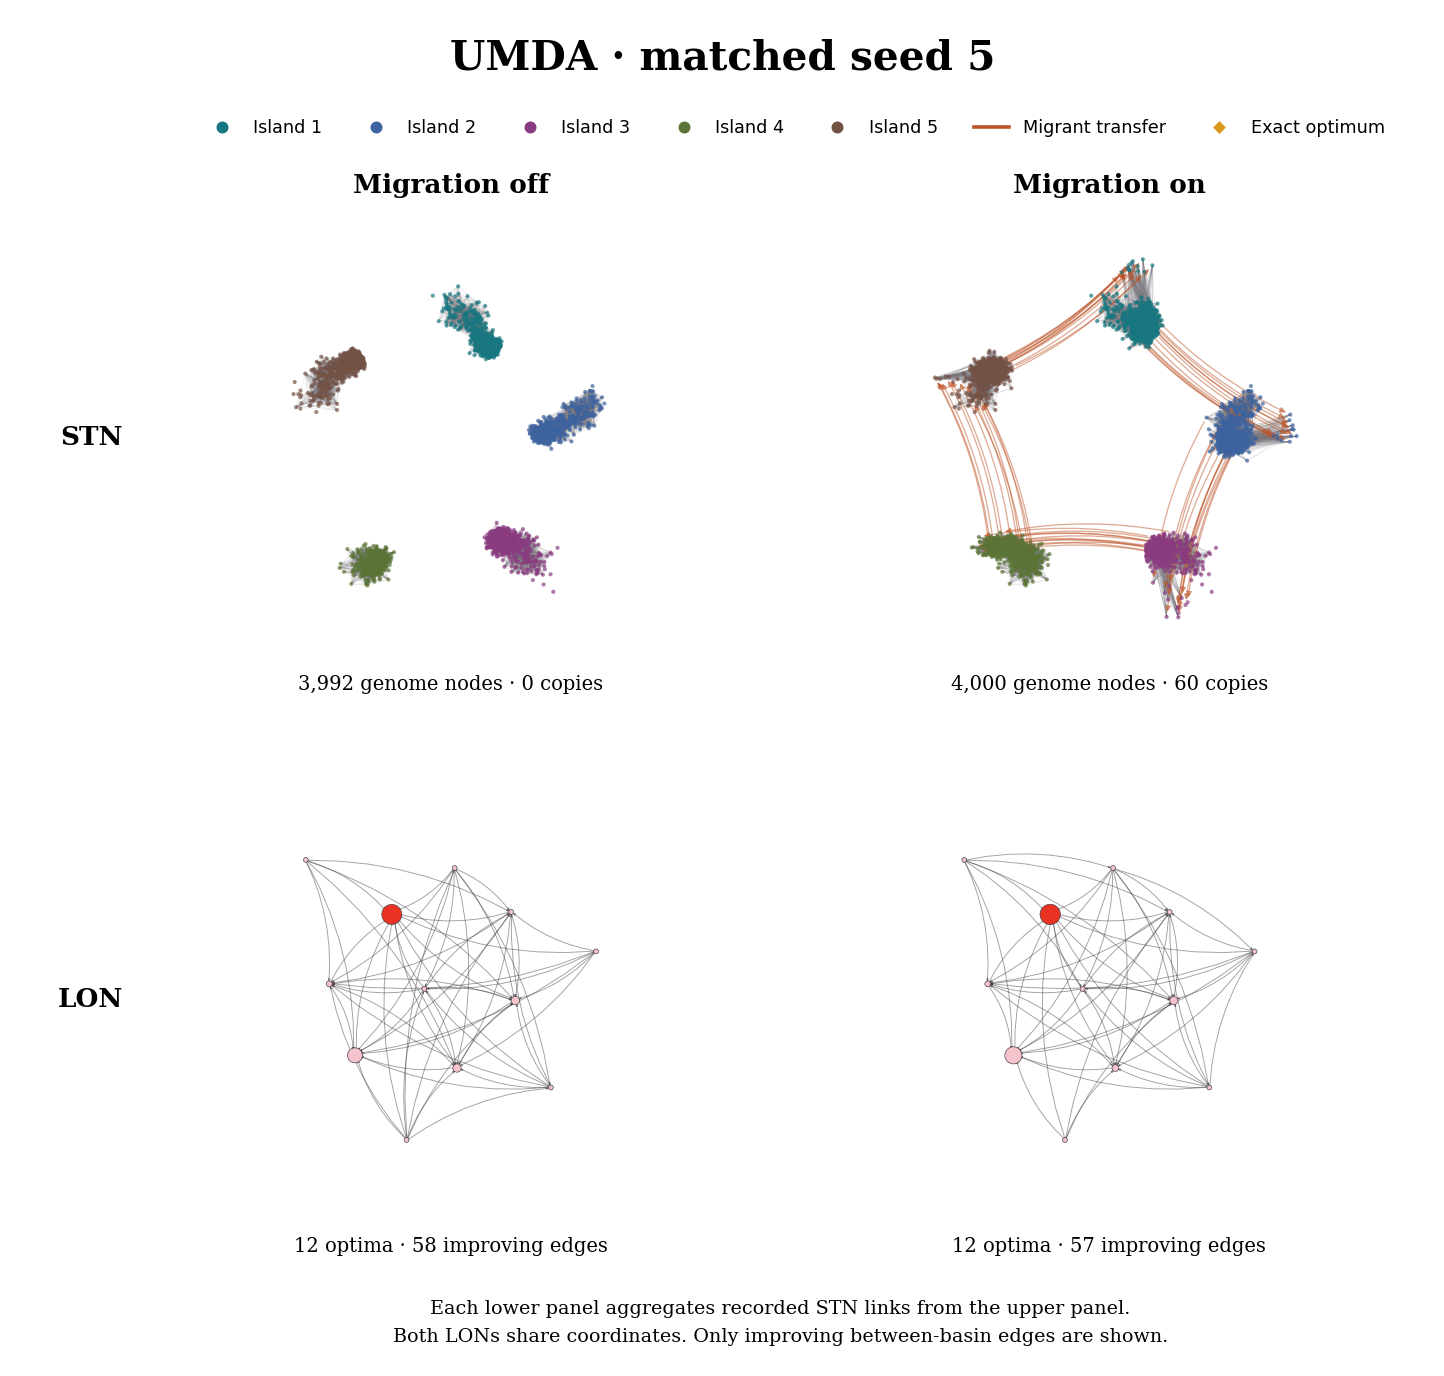 UMDA · matched seed 5
Island 1 Island 2 Island 3 Island 4 Island 5 Migrant transfer Exact optimum
Migration off Migration on
STN
3,992 genome nodes · 0 copies 4,000 genome nodes · 60 copies
LON
12 optima · 58 improving edges 12 optima · 57 improving edges
Each lower panel aggregates recorded STN links from the upper panel.
Both LONs share coordinates. Only improving between-basin edges are shown.